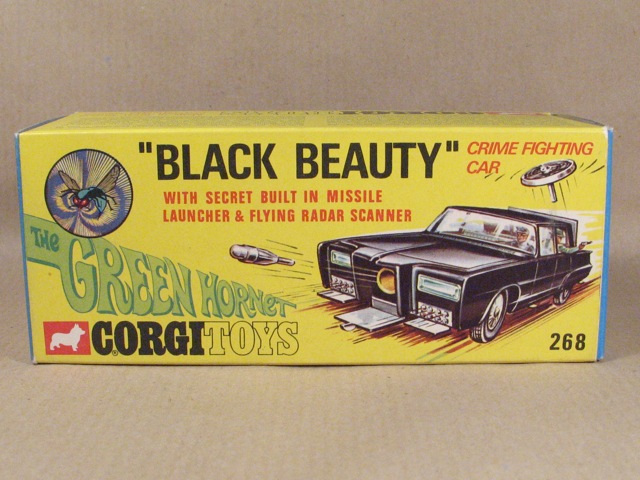 "BLACK BEAUTY"
CRIME FIGHTING
CAR
WITH SECRET BUILT IN MISSILE
LAUNCHER & FLYING RADAR SCANNER
THE
GREEN HORNET
CORGI TOYS
268